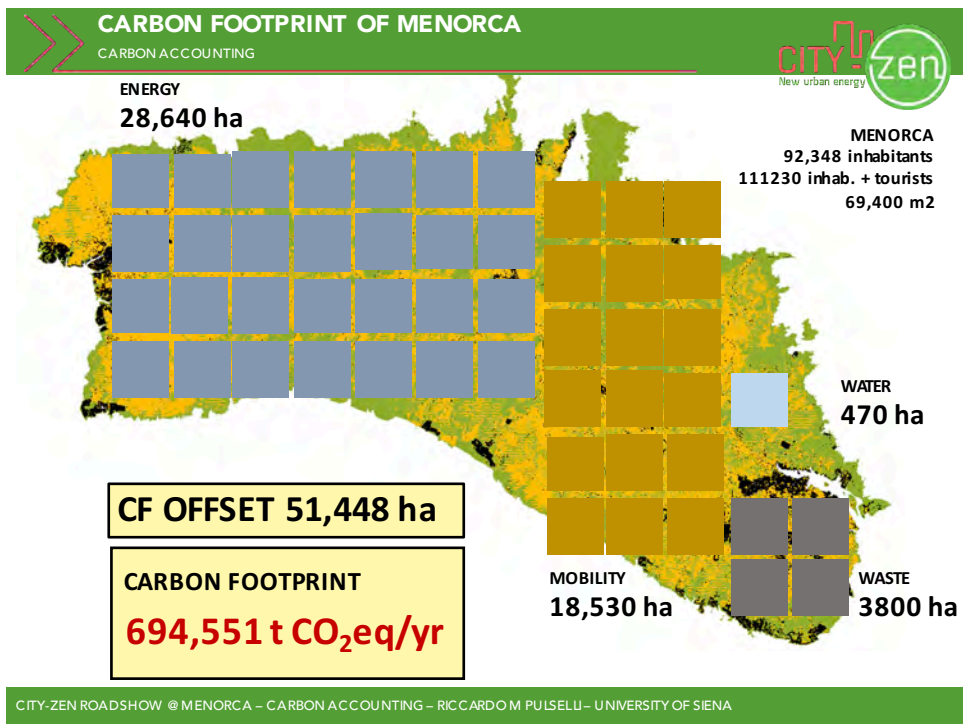 CARBON FOOTPRINT OF MENORCA
CARBON ACCOUNTING
CITY
zen
New urban energy
ENERGY
28,640 ha
MENORCA
92,348 inhabitants
111230 inhab. + tourists
69,400 m2
WATER
470 ha
CF OFFSET 51,448 ha
CARBON FOOTPRINT
694,551 t CO₂eq/yr
MOBILITY
18,530 ha
WASTE
3800 ha
CITY-ZEN ROADSHOW @ MENORCA – CARBON ACCOUNTING – RICCARDO M PULSELLI – UNIVERSITY OF SIENA